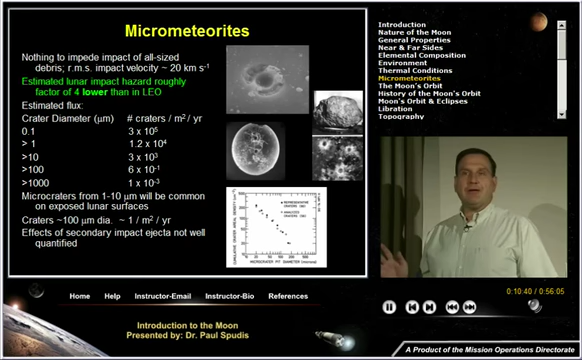 Micrometeorites
Nothing to impede impact of all-sized
debris; r.m.s. impact velocity ~ 20 km s⁻¹
Estimated lunar impact hazard roughly
factor of 4 lower than in LEO
Estimated flux:
Crater Diameter (μm) # craters / m² / yr
0.1 3 x 10⁵
> 1 1.2 x 10⁴
>10 3 x 10³
>100 6 x 10⁻¹
>1000 1 x 10⁻³
Microcraters from 1-10 μm will be common
on exposed lunar surfaces
Craters ~100 μm dia. ~ 1 / m² / yr
Effects of secondary impact ejecta not well
quantified
MICROCRATER PIT DIAMETER (microns)
Introduction
Nature of the Moon
General Properties
Near & Far Sides
Elemental Composition
Environment
Thermal Conditions
Micrometeorites
The Moon's Orbit
History of the Moon's Orbit
Moon's Orbit & Eclipses
Libration
Topography
0:10:40 / 0:56:05
Home Help Instructor-Email Instructor-Bio References
Introduction to the Moon
Presented by: Dr. Paul Spudis
A Product of the Mission Operations Directorate